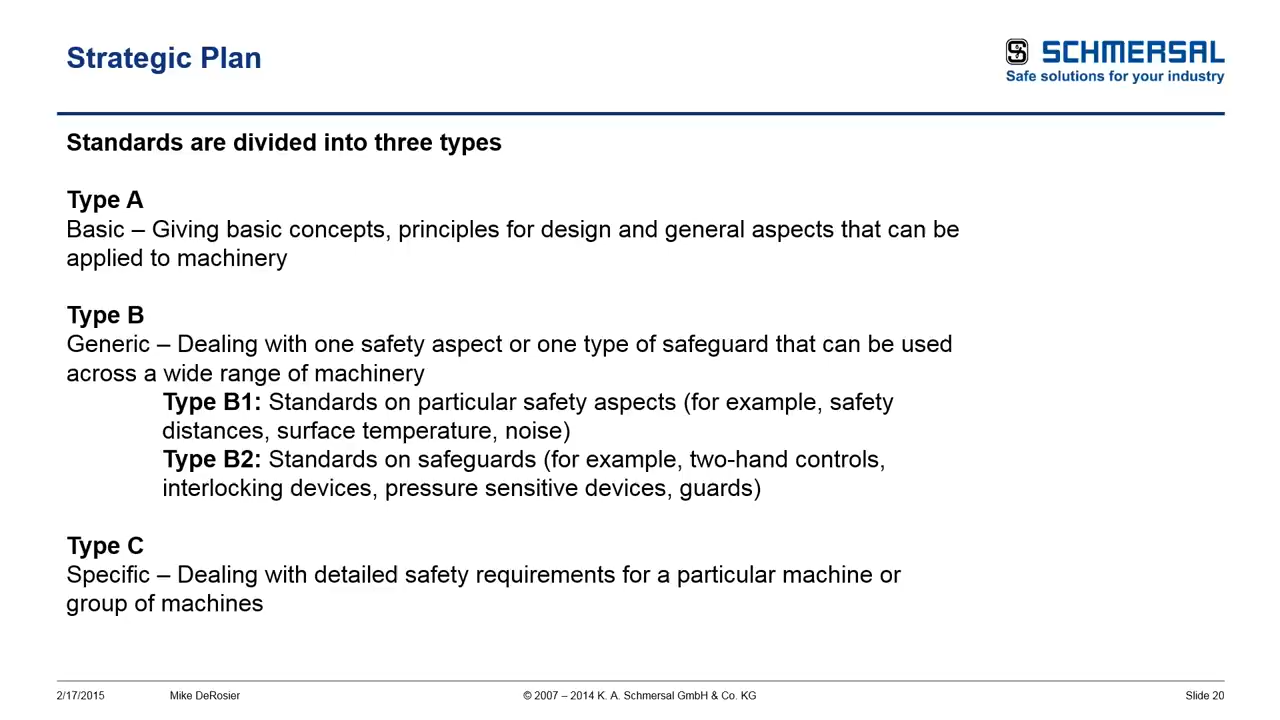 Strategic Plan
SCHMERSAL
Safe solutions for your industry
Standards are divided into three types
Type A
Basic – Giving basic concepts, principles for design and general aspects that can be
applied to machinery
Type B
Generic – Dealing with one safety aspect or one type of safeguard that can be used
across a wide range of machinery
Type B1: Standards on particular safety aspects (for example, safety
distances, surface temperature, noise)
Type B2: Standards on safeguards (for example, two-hand controls,
interlocking devices, pressure sensitive devices, guards)
Type C
Specific – Dealing with detailed safety requirements for a particular machine or
group of machines
2/17/2015 Mike DeRosier © 2007 – 2014 K. A. Schmersal GmbH & Co. KG Slide 20